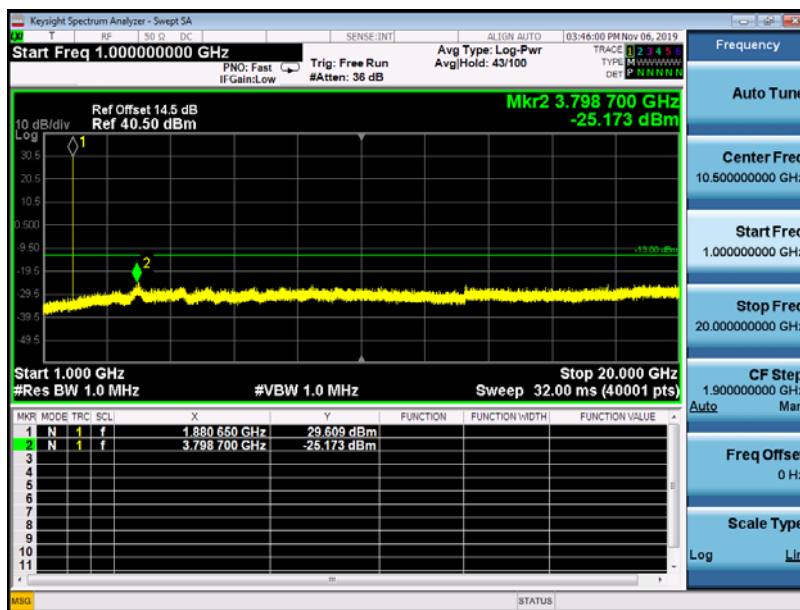 Keysight Spectrum Analyzer - Swept SA
T RF 50 Ω DC SENSE:INT ALIGN AUTO 03:46:00 PM Nov 06, 2019
Start Freq 1.000000000 GHz
PNO: Fast
IFGain:Low
Trig: Free Run
#Atten: 36 dB
Avg Type: Log-Pwr
Avg|Hold: 43/100
TRACE 1 2 3 4 5 6
TYPE M W W W W W
DET P N N N N N
Ref Offset 14.5 dB
Ref 40.50 dBm
10 dB/div
Log
Mkr2 3.798 700 GHz
-25.173 dBm
1
30.5
20.5
10.5
0.500
-9.50
-13.00 dBm
2
-19.5
-29.5
-39.5
-49.5
Start 1.000 GHz
Stop 20.000 GHz
#Res BW 1.0 MHz
#VBW 1.0 MHz
Sweep 32.00 ms (40001 pts)
MKR MODE TRC SCL X Y FUNCTION FUNCTION WIDTH FUNCTION VALUE
1 N 1 f 1.880 650 GHz 29.609 dBm
2 N 1 f 3.798 700 GHz -25.173 dBm
3
4
5
6
7
8
9
10
11
MSG
STATUS
Frequency
Auto Tune
Center Freq
10.500000000 GHz
Start Freq
1.000000000 GHz
Stop Freq
20.000000000 GHz
CF Step
1.900000000 GHz
Auto Man
Freq Offset
0 Hz
Scale Type
Log Lin